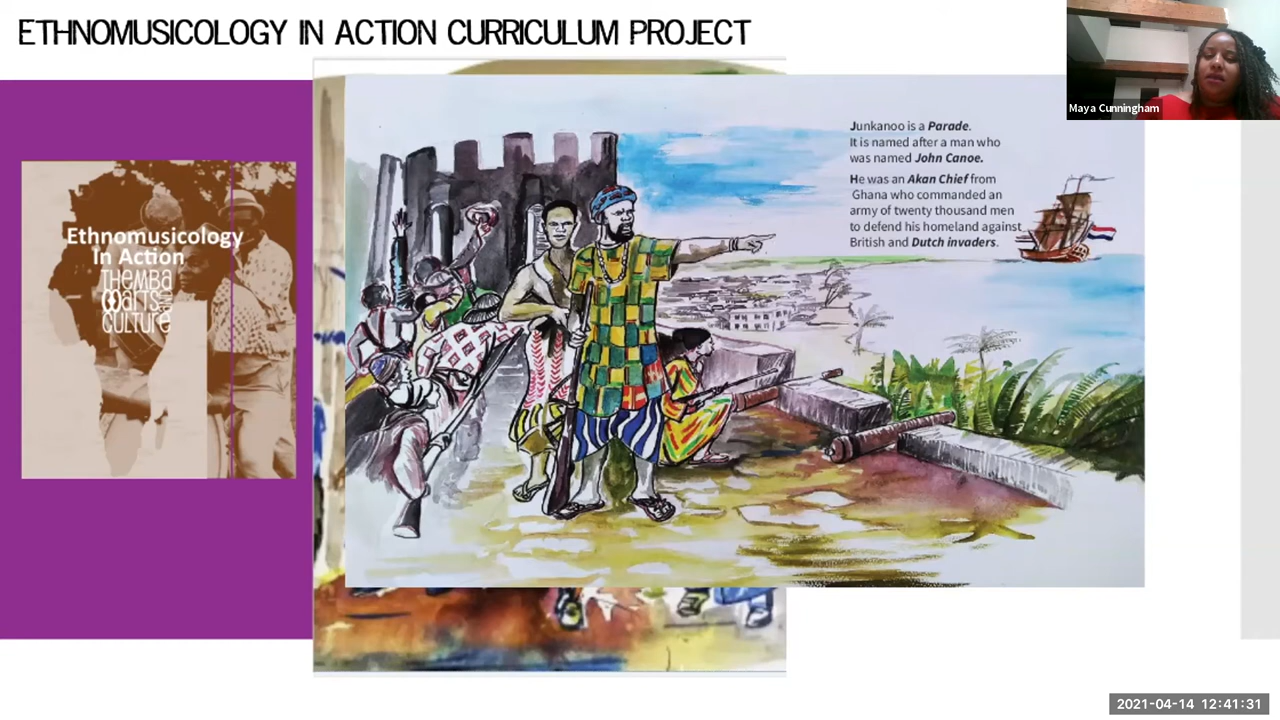 ETHNOMUSICOLOGY IN ACTION CURRICULUM PROJECT
Maya Cunningham
Junkanoo is a Parade.
It is named after a man who
was named John Canoe.
He was an Akan Chief from
Ghana who commanded an
army of twenty thousand men
to defend his homeland against
British and Dutch invaders.
Ethnomusicology
In Action
THEMBA
arts
and
CULTURE
2021-04-14 12:41:31